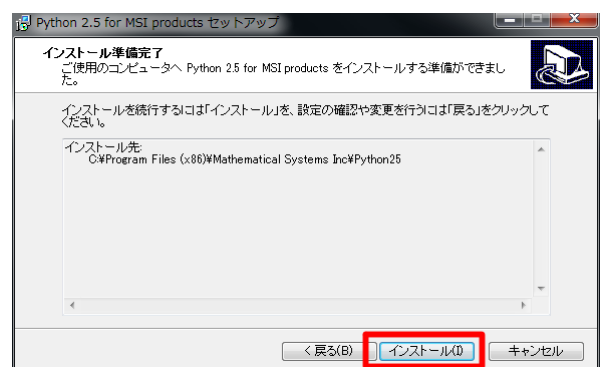 Python 2.5 for MSI products セットアップ
インストール準備完了
ご使用のコンピュータへ Python 2.5 for MSI products をインストールする準備ができまし
た。
インストールを続行するには「インストール」を、設定の確認や変更を行うには「戻る」をクリックして
ください。
インストール先:
C:¥Program Files (x86)¥Mathematical Systems Inc¥Python25
< 戻る(B)
インストール(I)
キャンセル